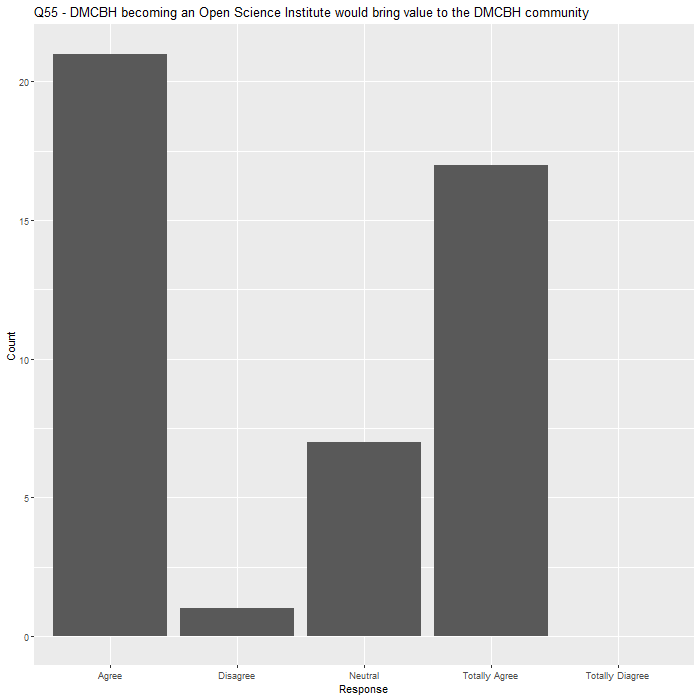 Q55 - DMCBH becoming an Open Science Institute would bring value to the DMCBH community
Count
20
15
10
5
0
Agree Disagree Neutral Totally Agree Totally Diagree
Response